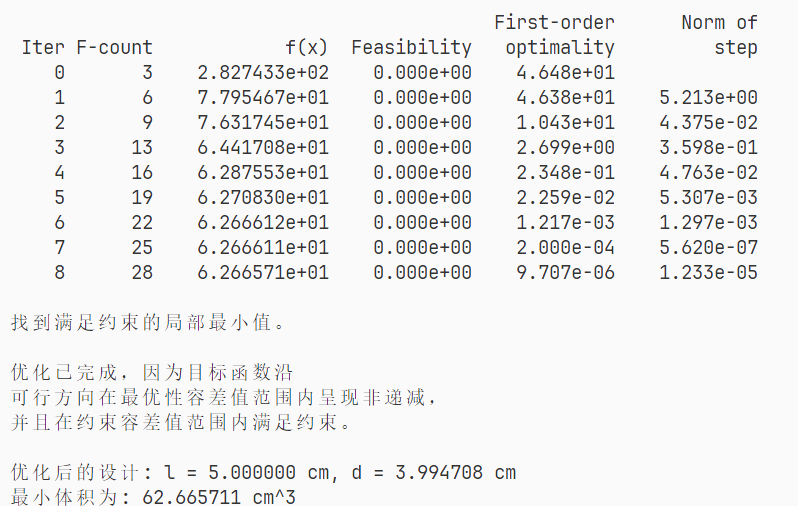 First-order      Norm of
 Iter F-count            f(x)  Feasibility   optimality         step
    0       3    2.827433e+02    0.000e+00    4.648e+01
    1       6    7.795467e+01    0.000e+00    4.638e+01    5.213e+00
    2       9    7.631745e+01    0.000e+00    1.043e+01    4.375e-02
    3      13    6.441708e+01    0.000e+00    2.699e+00    3.598e-01
    4      16    6.287553e+01    0.000e+00    2.348e-01    4.763e-02
    5      19    6.270830e+01    0.000e+00    2.259e-02    5.307e-03
    6      22    6.266612e+01    0.000e+00    1.217e-03    1.297e-03
    7      25    6.266611e+01    0.000e+00    2.000e-04    5.620e-07
    8      28    6.266571e+01    0.000e+00    9.707e-06    1.233e-05
找到满足约束的局部最小值。
优化已完成，因为目标函数沿
可行方向在最优性容差值范围内呈现非递减，
并且在约束容差值范围内满足约束。
优化后的设计: l = 5.000000 cm, d = 3.994708 cm
最小体积为: 62.665711 cm^3